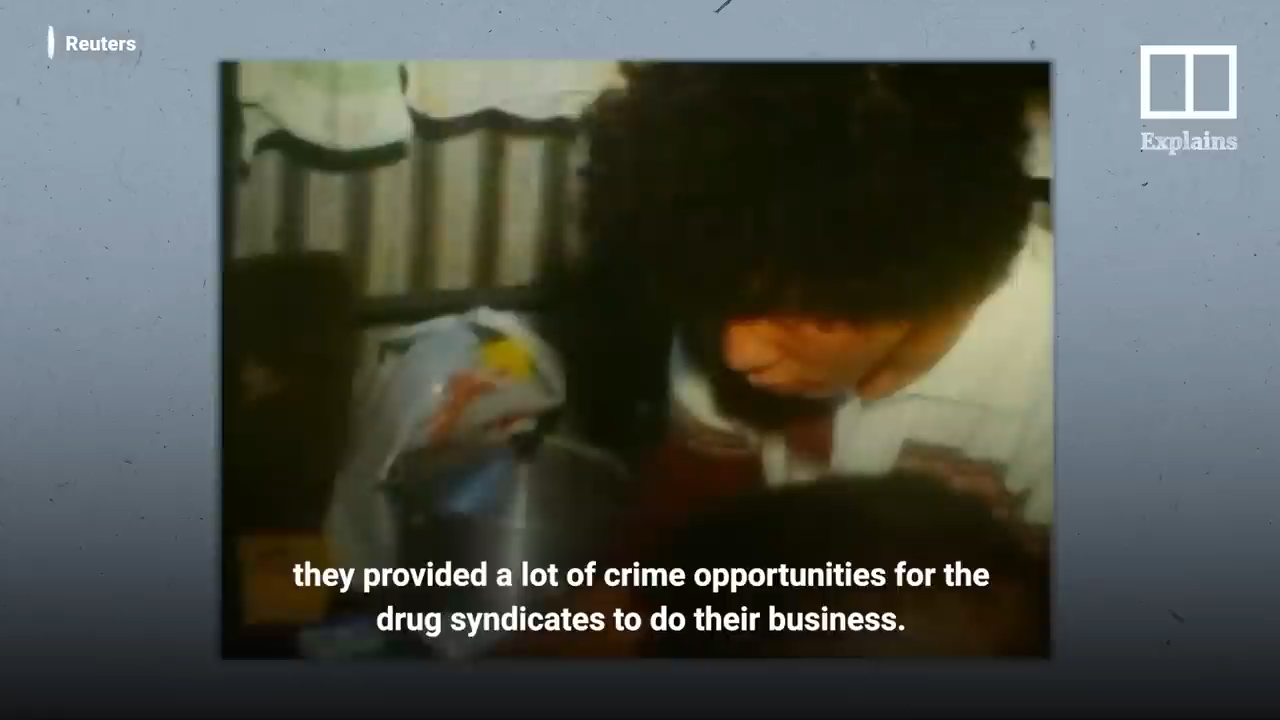 Reuters
Explains
they provided a lot of crime opportunities for the
drug syndicates to do their business.